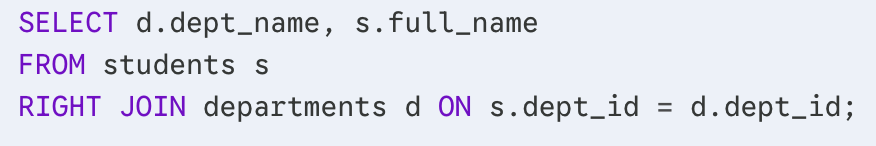 SELECT d.dept_name, s.full_name
FROM students s
RIGHT JOIN departments d ON s.dept_id = d.dept_id;